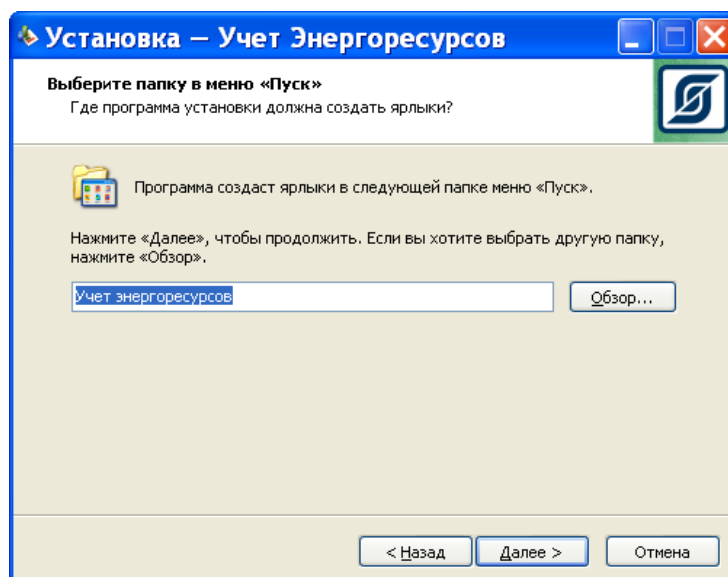 Установка — Учет Энергоресурсов
Выберите папку в меню «Пуск»
Где программа установки должна создать ярлыки?
Программа создаст ярлыки в следующей папке меню «Пуск».
Нажмите «Далее», чтобы продолжить. Если вы хотите выбрать другую папку,
нажмите «Обзор».
Учет энергоресурсов
Обзор...
< Назад
Далее >
Отмена